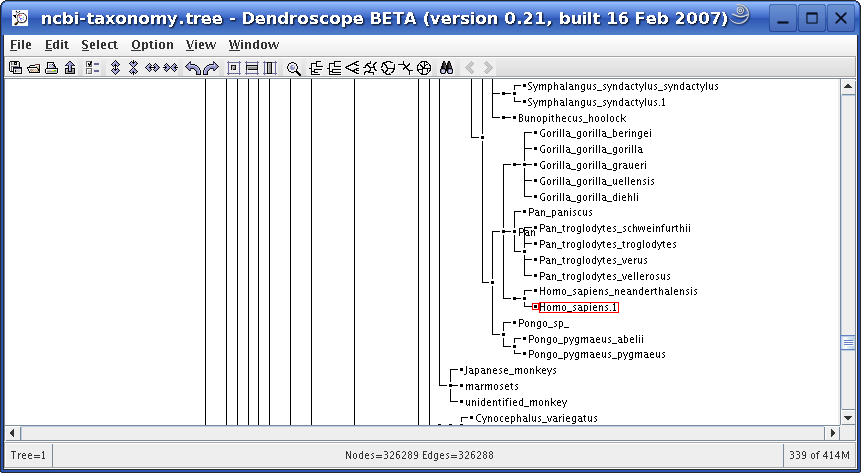 ncbi-taxonomy.tree - Dendroscope BETA (version 0.21, built 16 Feb 2007)
File Edit Select Option View Window
Symphalangus_syndactylus_syndactylus
Symphalangus_syndactylus.1
Bunopithecus_hoolock
Gorilla_gorilla_beringei
Gorilla_gorilla_gorilla
Gorilla_gorilla_graueri
Gorilla_gorilla_uellensis
Gorilla_gorilla_diehli
Pan_paniscus
Pan_troglodytes_schweinfurthii
Pan
Pan_troglodytes_troglodytes
Pan_troglodytes_verus
Pan_troglodytes_vellerosus
Homo_sapiens_neanderthalensis
Homo_sapiens.1
Pongo_sp_
Pongo_pygmaeus_abelii
Pongo_pygmaeus_pygmaeus
Japanese_monkeys
marmosets
unidentified_monkey
Cynocephalus_variegatus
Tree=1 Nodes=326289 Edges=326288 339 of 414M